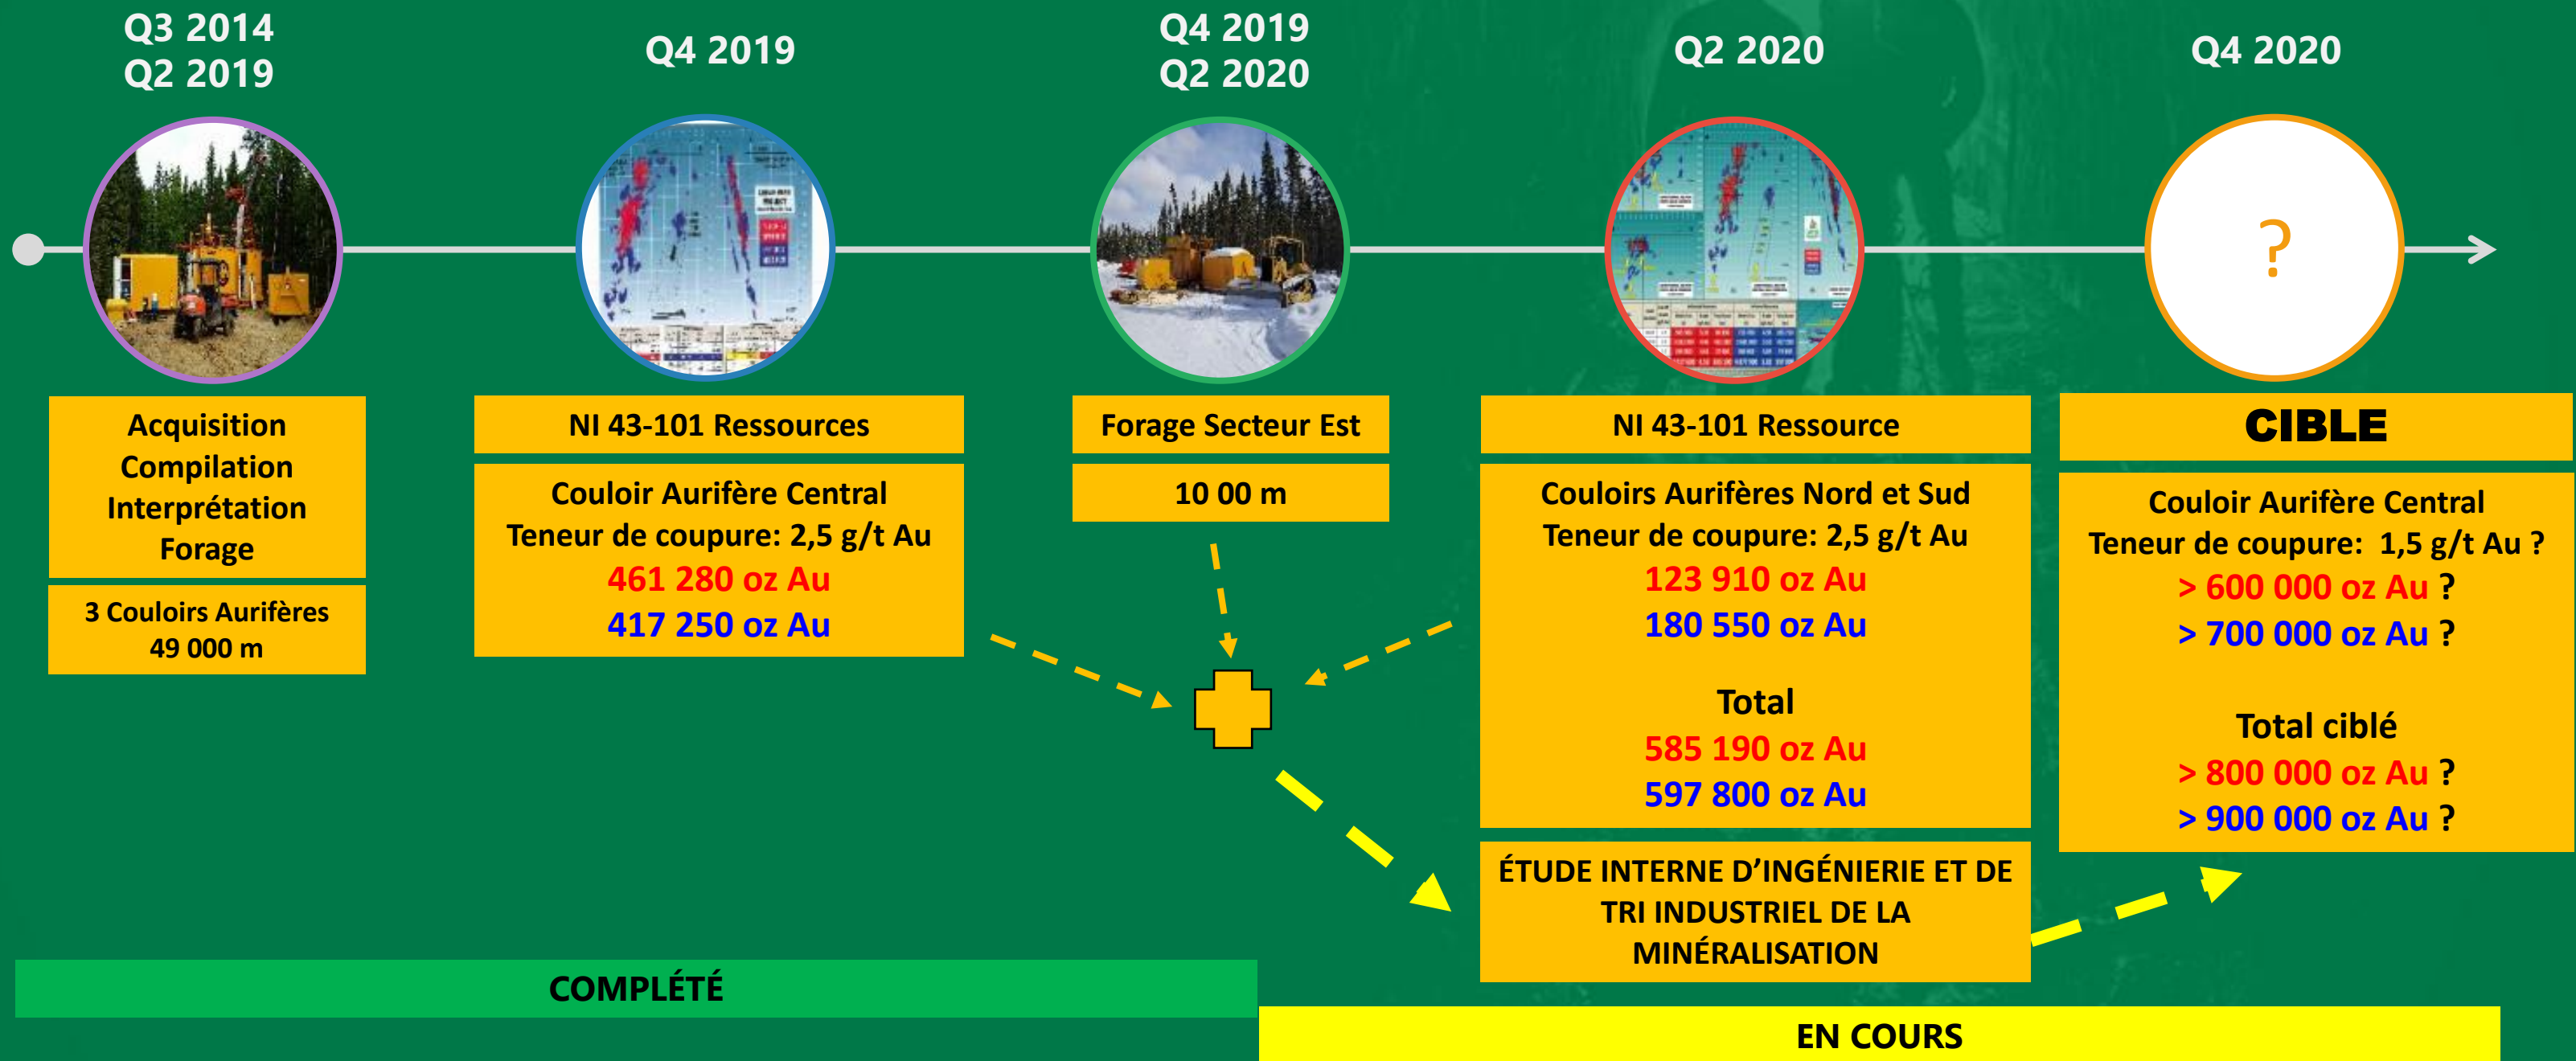 Q3 2014
Q2 2019
Q4 2019
Q4 2019
Q2 2020
Q2 2020
Q4 2020
?
Acquisition
Compilation
Interprétation
Forage
3 Couloirs Aurifères
49 000 m
NI 43-101 Ressources
Couloir Aurifère Central
Teneur de coupure: 2,5 g/t Au
461 280 oz Au
417 250 oz Au
Forage Secteur Est
10 00 m
NI 43-101 Ressource
Couloirs Aurifères Nord et Sud
Teneur de coupure: 2,5 g/t Au
123 910 oz Au
180 550 oz Au
Total
585 190 oz Au
597 800 oz Au
ÉTUDE INTERNE D'INGÉNIERIE ET DE
TRI INDUSTRIEL DE LA
MINÉRALISATION
CIBLE
Couloir Aurifère Central
Teneur de coupure: 1,5 g/t Au ?
> 600 000 oz Au ?
> 700 000 oz Au ?
Total ciblé
> 800 000 oz Au ?
> 900 000 oz Au ?
COMPLÉTÉ
EN COURS